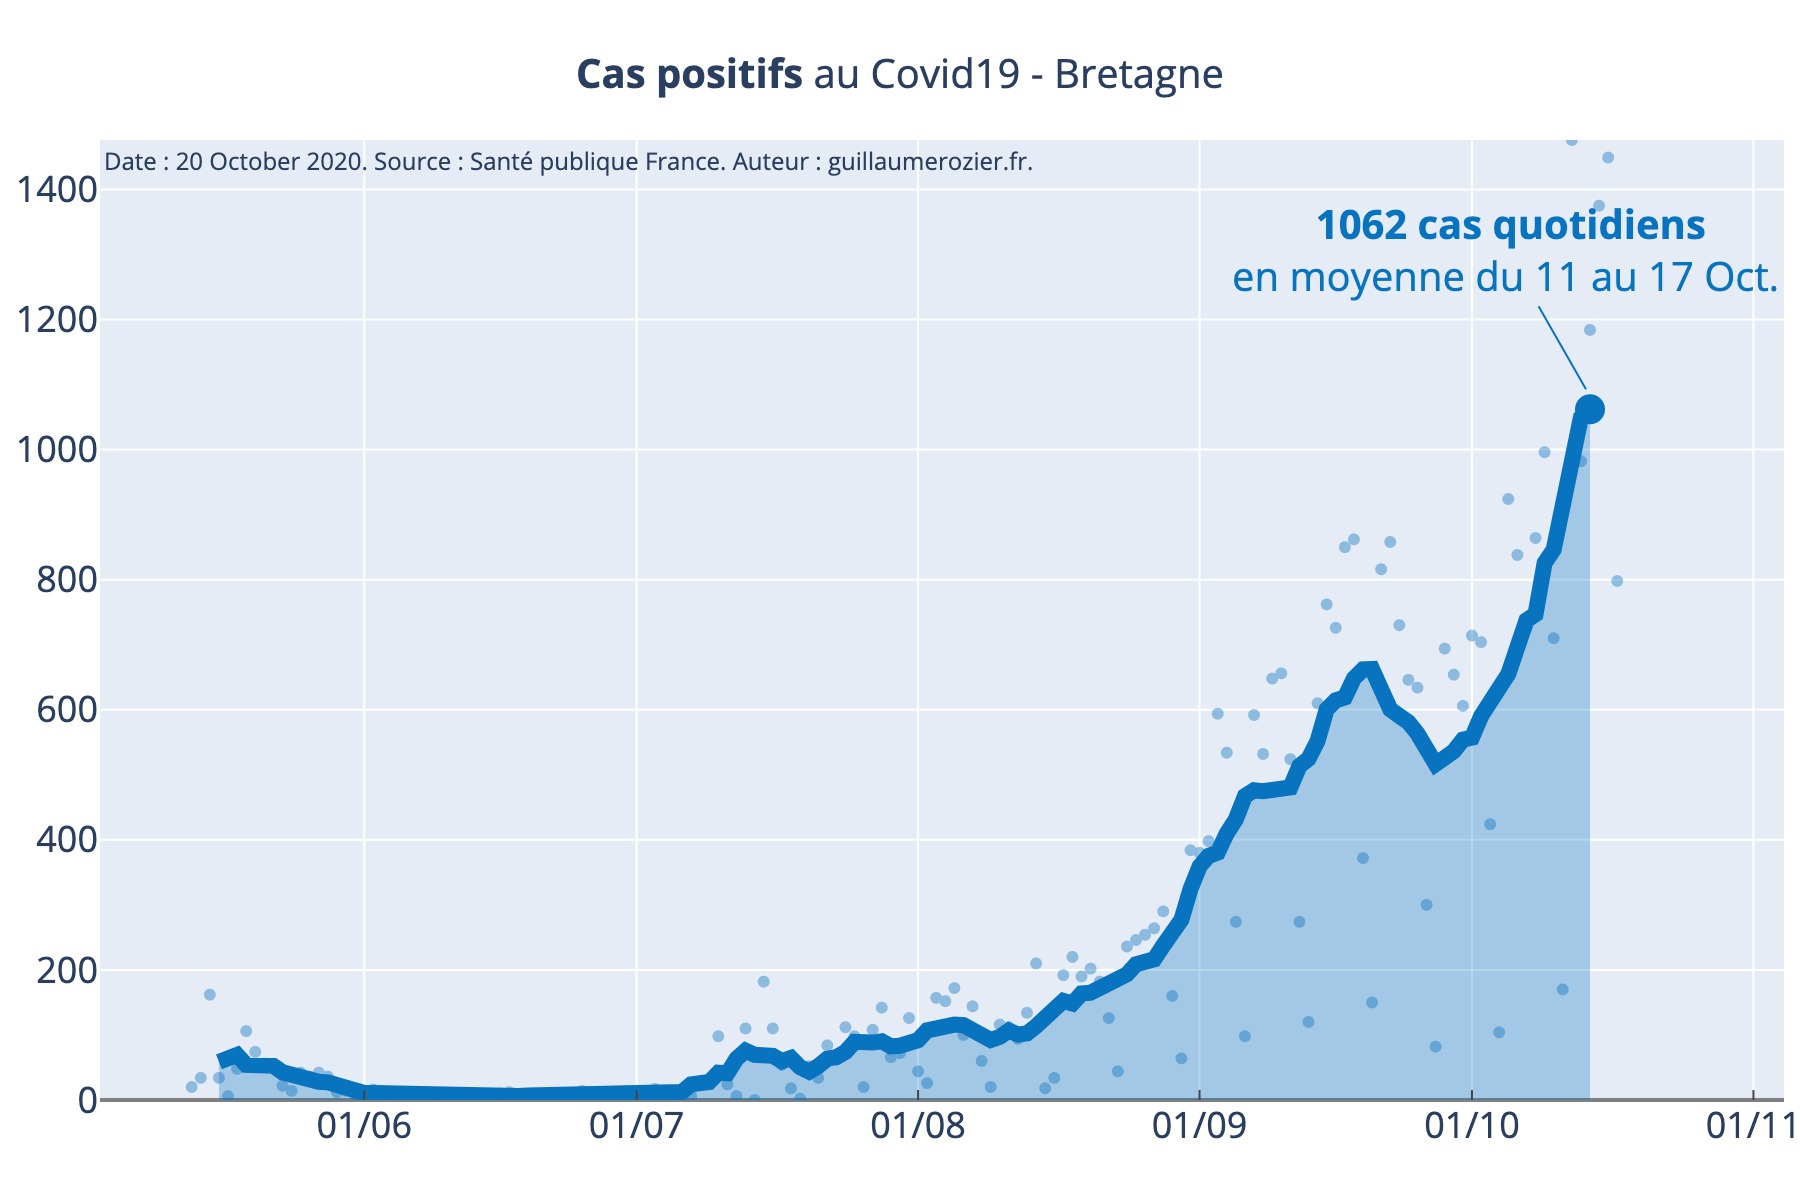 Cas positifs au Covid19 - Bretagne
Date : 20 October 2020. Source : Santé publique France. Auteur : guillaumerozier.fr.
1400
1062 cas quotidiens
en moyenne du 11 au 17 Oct.
1200
1000
800
600
400
200
0
01/06 01/07 01/08 01/09 01/10 01/11